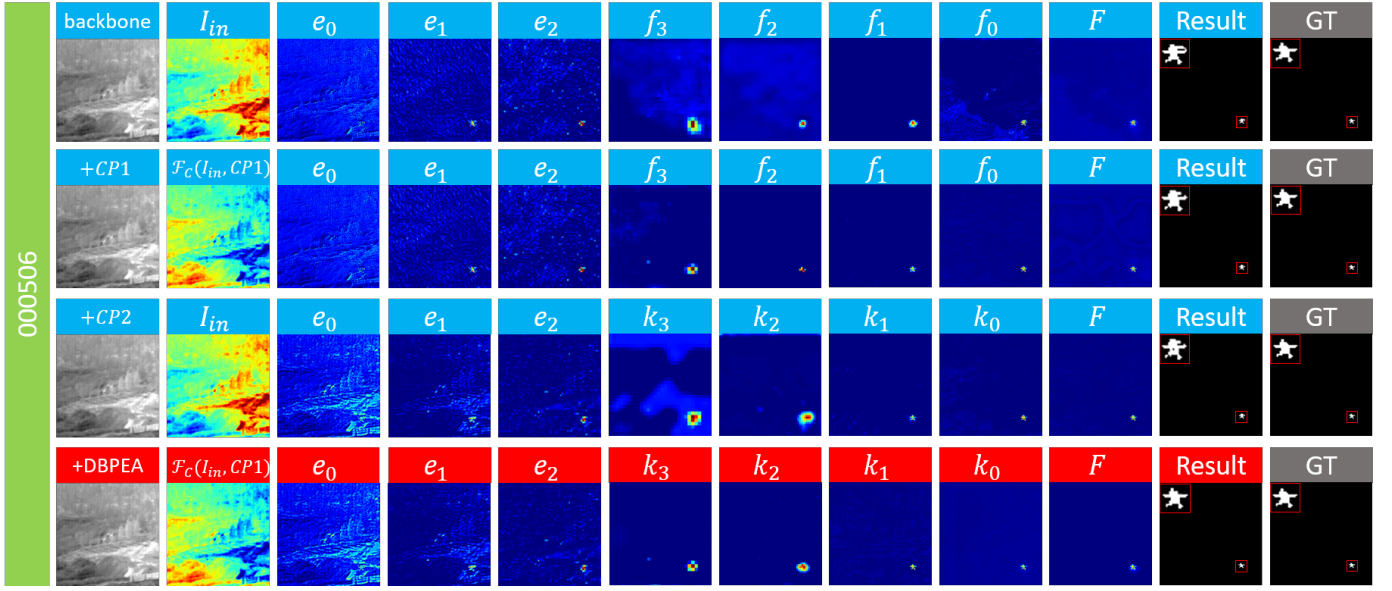 000506
backbone I_in e_0 e_1 e_2 f_3 f_2 f_1 f_0 F Result GT
+CP1 ℱ_C(I_in, CP1) e_0 e_1 e_2 f_3 f_2 f_1 f_0 F Result GT
+CP2 I_in e_0 e_1 e_2 k_3 k_2 k_1 k_0 F Result GT
+DBPEA ℱ_C(I_in, CP1) e_0 e_1 e_2 k_3 k_2 k_1 k_0 F Result GT